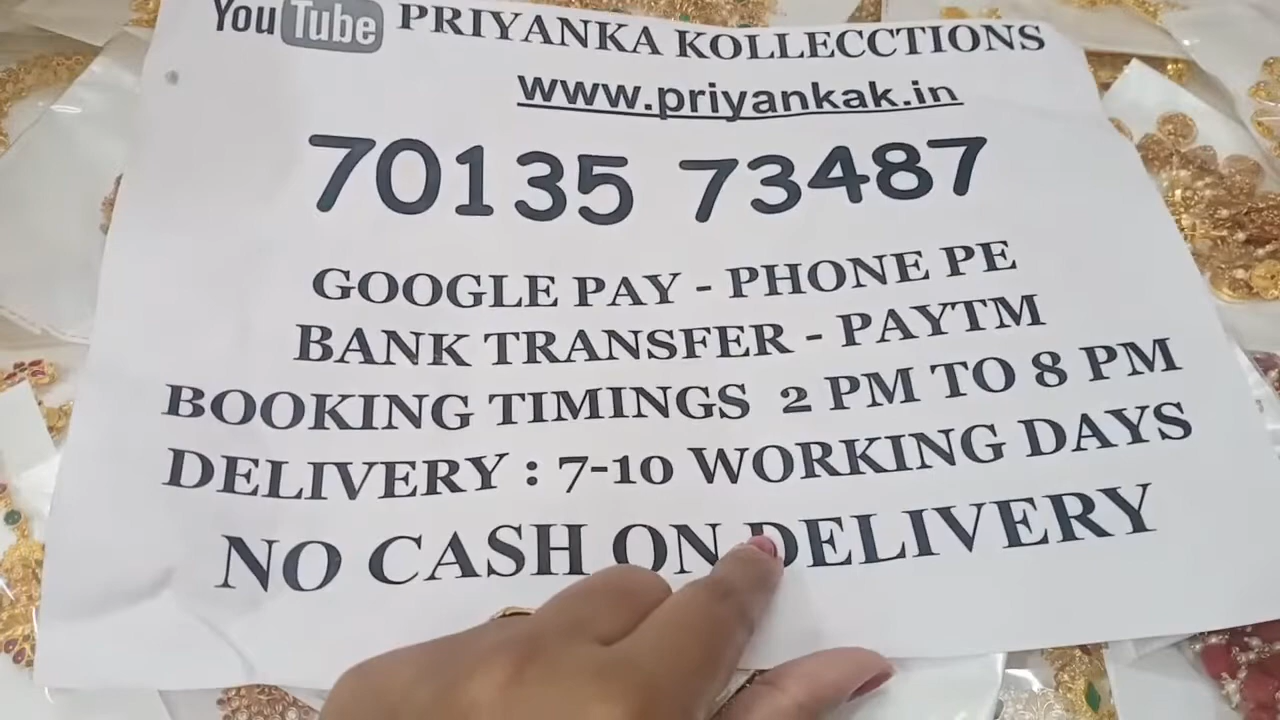 YouTube PRIYANKA KOLLECCTIONS
www.priyankak.in
70135 73487
GOOGLE PAY - PHONE PE
BANK TRANSFER - PAYTM
BOOKING TIMINGS 2 PM TO 8 PM
DELIVERY : 7-10 WORKING DAYS
NO CASH ON DELIVERY